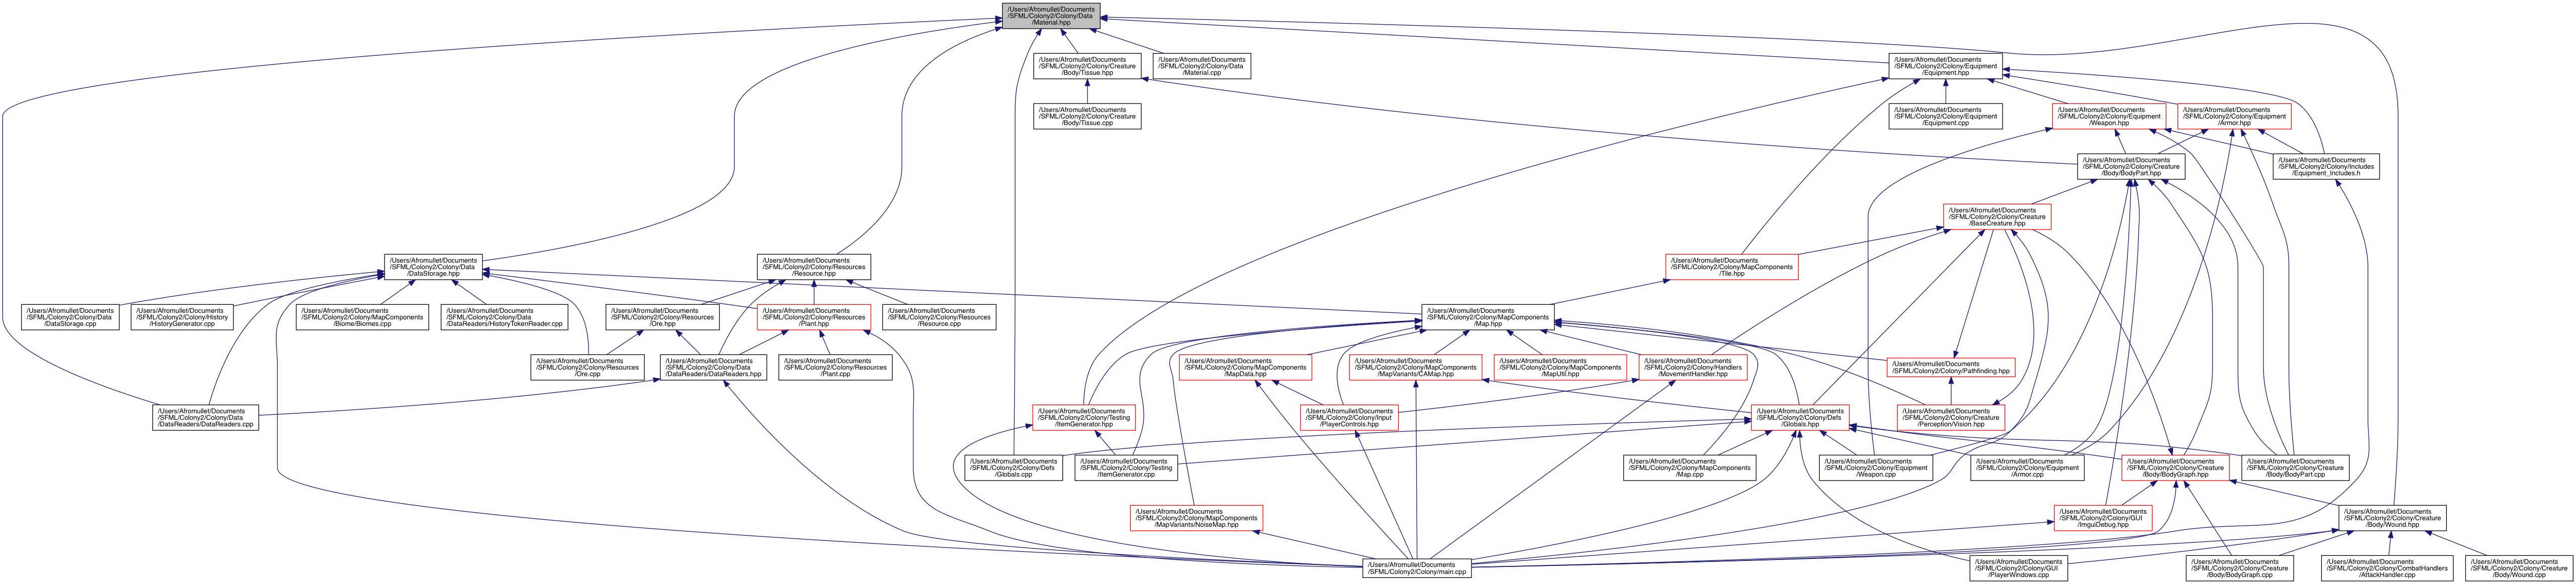 /Users/Afromullet/Documents
/SFML/Colony2/Colony/Data
/Material.hpp
/Users/Afromullet/Documents
/SFML/Colony2/Colony/Creature
/Body/Tissue.hpp
/Users/Afromullet/Documents
/SFML/Colony2/Colony/Data
/Material.cpp
/Users/Afromullet/Documents
/SFML/Colony2/Colony/Equipment
/Equipment.hpp
/Users/Afromullet/Documents
/SFML/Colony2/Colony/Creature
/Body/Tissue.cpp
/Users/Afromullet/Documents
/SFML/Colony2/Colony/Equipment
/Equipment.cpp
/Users/Afromullet/Documents
/SFML/Colony2/Colony/Equipment
/Weapon.hpp
/Users/Afromullet/Documents
/SFML/Colony2/Colony/Equipment
/Armor.hpp
/Users/Afromullet/Documents
/SFML/Colony2/Colony/Creature
/Body/BodyPart.hpp
/Users/Afromullet/Documents
/SFML/Colony2/Colony/Includes
/Equipment_Includes.h
/Users/Afromullet/Documents
/SFML/Colony2/Colony/Creature
/BaseCreature.hpp
/Users/Afromullet/Documents
/SFML/Colony2/Colony/Data
/DataStorage.hpp
/Users/Afromullet/Documents
/SFML/Colony2/Colony/Resources
/Resource.hpp
/Users/Afromullet/Documents
/SFML/Colony2/Colony/MapComponents
/Tile.hpp
/Users/Afromullet/Documents
/SFML/Colony2/Colony/Data
/DataStorage.cpp
/Users/Afromullet/Documents
/SFML/Colony2/Colony/History
/HistoryGenerator.cpp
/Users/Afromullet/Documents
/SFML/Colony2/Colony/MapComponents
/Biome/Biomes.cpp
/Users/Afromullet/Documents
/SFML/Colony2/Colony/Data
/DataReaders/HistoryTokenReader.cpp
/Users/Afromullet/Documents
/SFML/Colony2/Colony/Resources
/Ore.hpp
/Users/Afromullet/Documents
/SFML/Colony2/Colony/Resources
/Plant.hpp
/Users/Afromullet/Documents
/SFML/Colony2/Colony/Resources
/Resource.cpp
/Users/Afromullet/Documents
/SFML/Colony2/Colony/MapComponents
/Map.hpp
/Users/Afromullet/Documents
/SFML/Colony2/Colony/Resources
/Ore.cpp
/Users/Afromullet/Documents
/SFML/Colony2/Colony/Data
/DataReaders/DataReaders.hpp
/Users/Afromullet/Documents
/SFML/Colony2/Colony/Resources
/Plant.cpp
/Users/Afromullet/Documents
/SFML/Colony2/Colony/MapComponents
/MapData.hpp
/Users/Afromullet/Documents
/SFML/Colony2/Colony/MapComponents
/MapVariants/CAMap.hpp
/Users/Afromullet/Documents
/SFML/Colony2/Colony/MapComponents
/MapUtil.hpp
/Users/Afromullet/Documents
/SFML/Colony2/Colony/Handlers
/MovementHandler.hpp
/Users/Afromullet/Documents
/SFML/Colony2/Colony/Pathfinding.hpp
/Users/Afromullet/Documents
/SFML/Colony2/Colony/Data
/DataReaders/DataReaders.cpp
/Users/Afromullet/Documents
/SFML/Colony2/Colony/Testing
/ItemGenerator.hpp
/Users/Afromullet/Documents
/SFML/Colony2/Colony/Input
/PlayerControls.hpp
/Users/Afromullet/Documents
/SFML/Colony2/Colony/Defs
/Globals.hpp
/Users/Afromullet/Documents
/SFML/Colony2/Colony/Creature
/Perception/Vision.hpp
/Users/Afromullet/Documents
/SFML/Colony2/Colony/Defs
/Globals.cpp
/Users/Afromullet/Documents
/SFML/Colony2/Colony/Testing
/ItemGenerator.cpp
/Users/Afromullet/Documents
/SFML/Colony2/Colony/MapComponents
/Map.cpp
/Users/Afromullet/Documents
/SFML/Colony2/Colony/Equipment
/Weapon.cpp
/Users/Afromullet/Documents
/SFML/Colony2/Colony/Equipment
/Armor.cpp
/Users/Afromullet/Documents
/SFML/Colony2/Colony/Creature
/Body/BodyGraph.hpp
/Users/Afromullet/Documents
/SFML/Colony2/Colony/Creature
/Body/BodyPart.cpp
/Users/Afromullet/Documents
/SFML/Colony2/Colony/MapComponents
/MapVariants/NoiseMap.hpp
/Users/Afromullet/Documents
/SFML/Colony2/Colony/GUI
/ImguiDebug.hpp
/Users/Afromullet/Documents
/SFML/Colony2/Colony/Creature
/Body/Wound.hpp
/Users/Afromullet/Documents
/SFML/Colony2/Colony/main.cpp
/Users/Afromullet/Documents
/SFML/Colony2/Colony/GUI
/PlayerWindows.cpp
/Users/Afromullet/Documents
/SFML/Colony2/Colony/Creature
/Body/BodyGraph.cpp
/Users/Afromullet/Documents
/SFML/Colony2/Colony/CombatHandlers
/AttackHandler.cpp
/Users/Afromullet/Documents
/SFML/Colony2/Colony/Creature
/Body/Wound.cpp